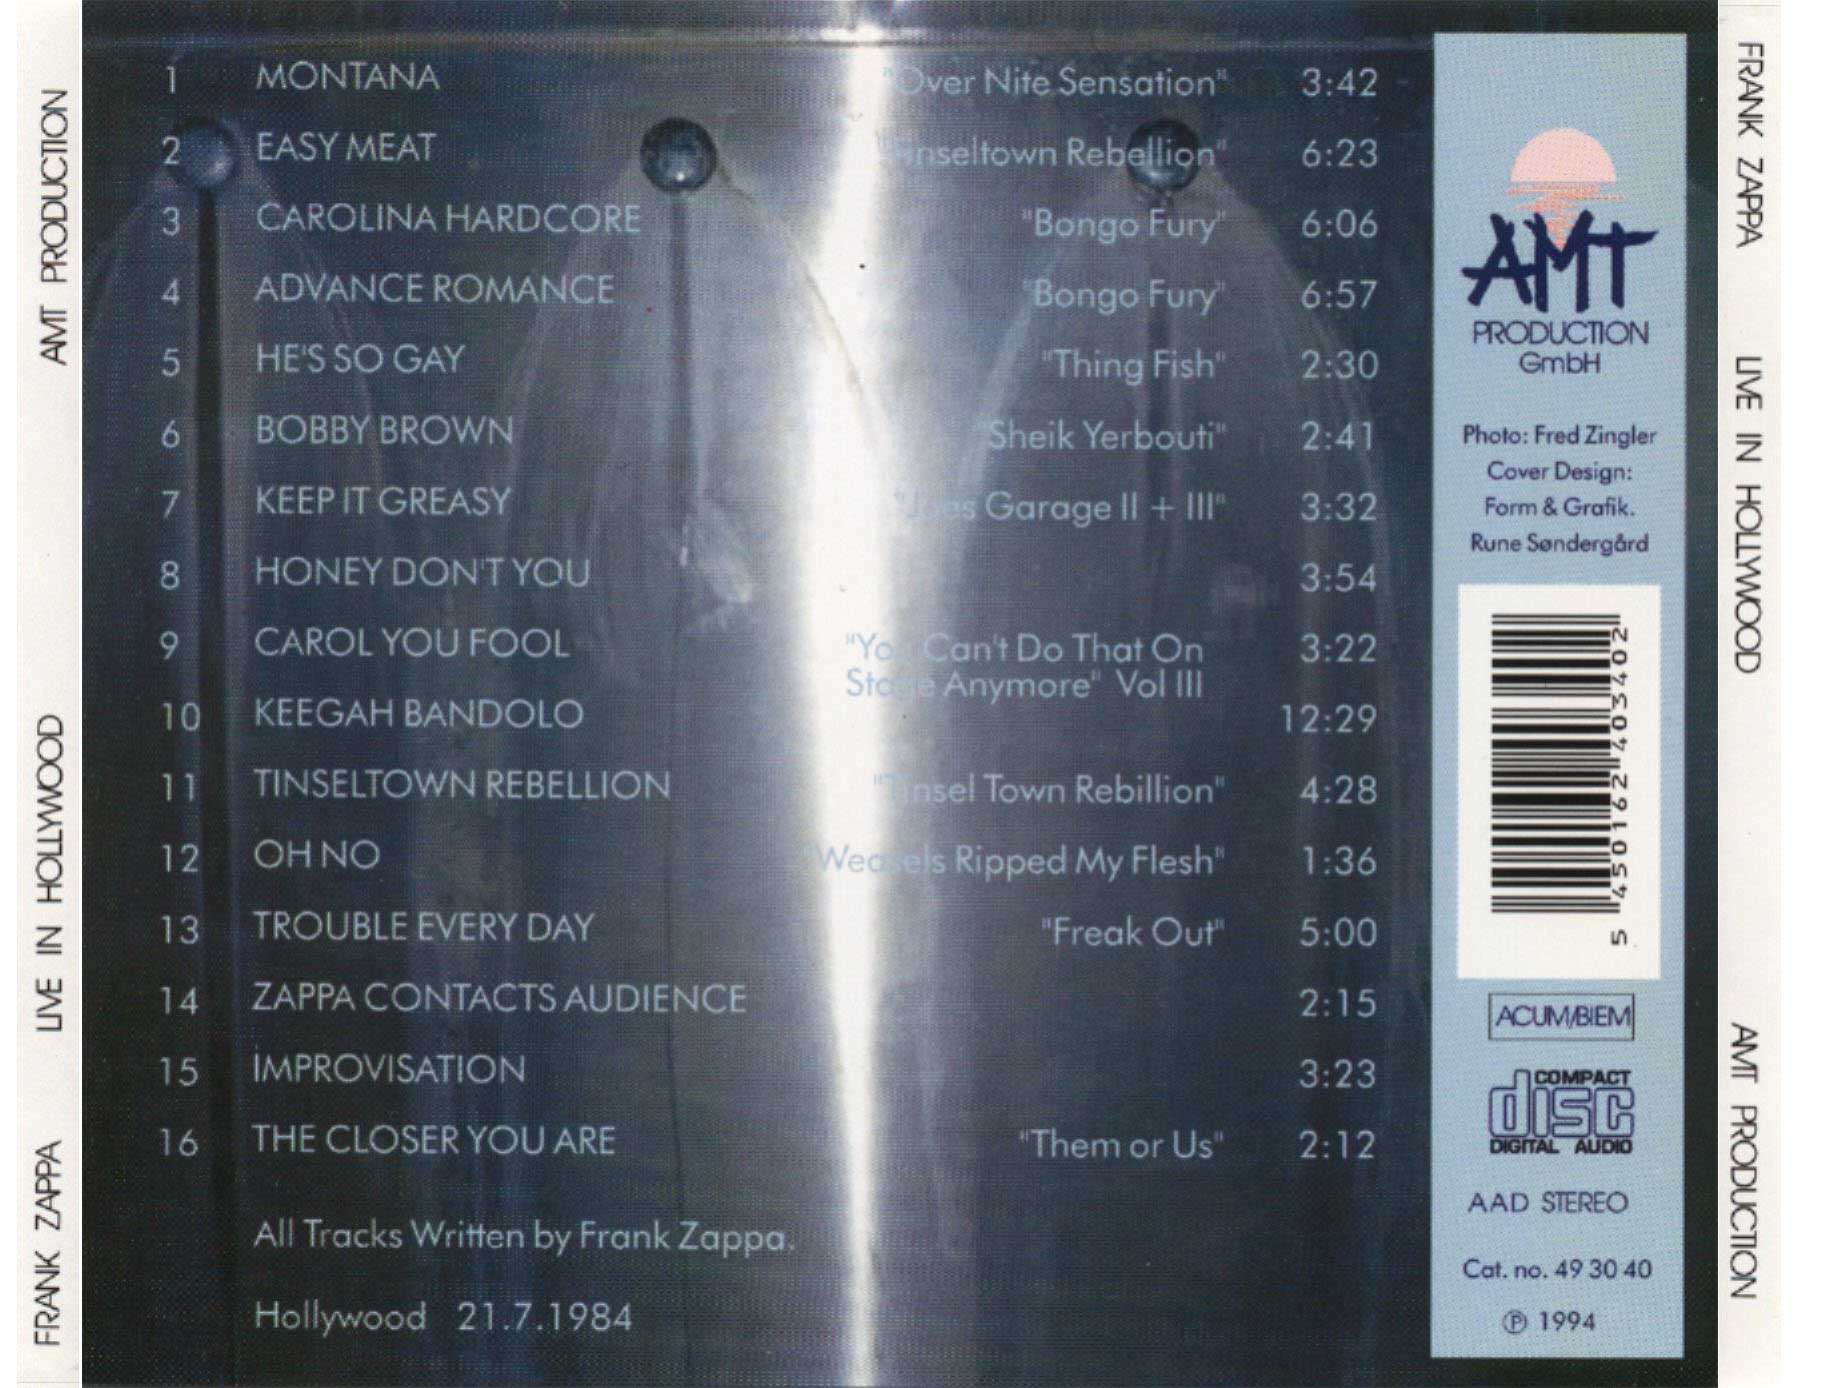 AMT PRODUCTION
LIVE IN HOLLYWOOD
FRANK ZAPPA
1 MONTANA "Over Nite Sensation" 3:42
2 EASY MEAT "Tinseltown Rebellion" 6:23
3 CAROLINA HARDCORE "Bongo Fury" 6:06
4 ADVANCE ROMANCE "Bongo Fury" 6:57
5 HE'S SO GAY "Thing Fish" 2:30
6 BOBBY BROWN "Sheik Yerbouti" 2:41
7 KEEP IT GREASY "Joes Garage II + III" 3:32
8 HONEY DON'T YOU 3:54
9 CAROL YOU FOOL "You Can't Do That On 3:22
Stage Anymore" Vol III
10 KEEGAH BANDOLO 12:29
11 TINSELTOWN REBELLION "Tinsel Town Rebillion" 4:28
12 OH NO "Weasels Ripped My Flesh" 1:36
13 TROUBLE EVERY DAY "Freak Out" 5:00
14 ZAPPA CONTACTS AUDIENCE 2:15
15 IMPROVISATION 3:23
16 THE CLOSER YOU ARE "Them or Us" 2:12
All Tracks Written by Frank Zappa.
Hollywood 21.7.1984
AMT
PRODUCTION
GmbH
Photo: Fred Zingler
Cover Design:
Form & Grafik.
Rune Søndergård
5 450162 403402
ACUM/BIEM
COMPACT
disc
DIGITAL AUDIO
AAD STEREO
Cat. no. 49 30 40
℗ 1994
FRANK ZAPPA
LIVE IN HOLLYWOOD
AMT PRODUCTION